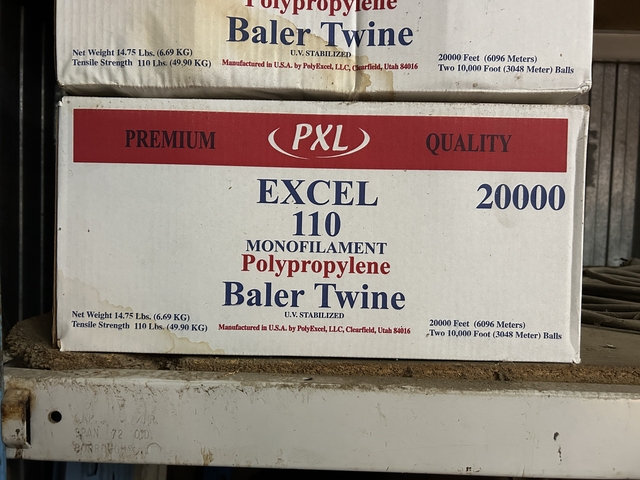 Polypropylene
Baler Twine
U.V. STABILIZED
Net Weight 14.75 Lbs. (6.69 KG)
Tensile Strength 110 Lbs. (49.90 KG)
Manufactured in U.S.A. by PolyExcel, LLC, Clearfield, Utah 84016
20000 Feet (6096 Meters)
Two 10,000 Foot (3048 Meter) Balls
PREMIUM PXL QUALITY
EXCEL
20000
110
MONOFILAMENT
Polypropylene
Baler Twine
U.V. STABILIZED
Net Weight 14.75 Lbs. (6.69 KG)
Tensile Strength 110 Lbs. (49.90 KG)
Manufactured in U.S.A. by PolyExcel, LLC, Clearfield, Utah 84016
20000 Feet (6096 Meters)
Two 10,000 Foot (3048 Meter) Balls